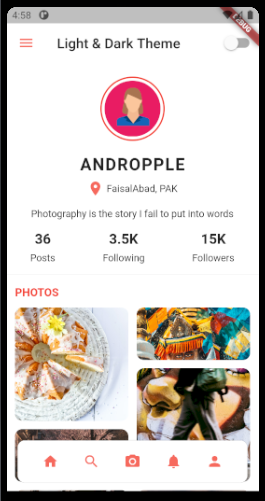 4:58
DEBUG
Light & Dark Theme
ANDROPPLE
FaisalAbad, PAK
Photography is the story I fail to put into words
36
3.5K
15K
Posts
Following
Followers
PHOTOS